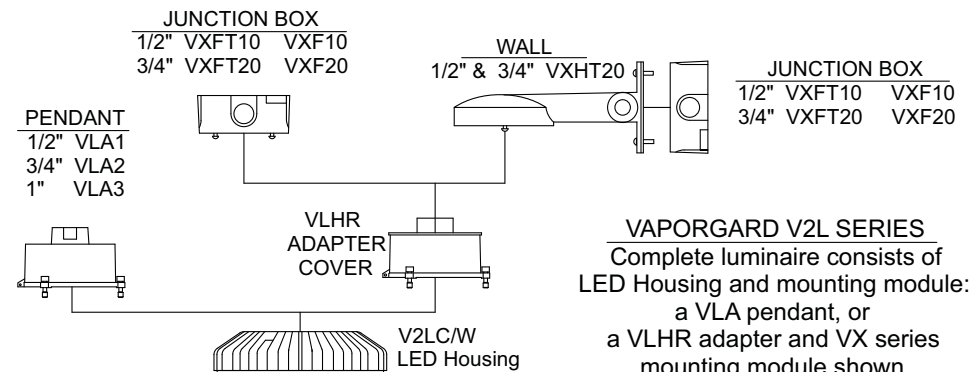 JUNCTION BOX
1/2" VXFT10 VXF10
3/4" VXFT20 VXF20
WALL
1/2" & 3/4" VXHT20
JUNCTION BOX
1/2" VXFT10 VXF10
3/4" VXFT20 VXF20
PENDANT
1/2" VLA1
3/4" VLA2
1" VLA3
VLHR
ADAPTER
COVER
V2LC/W
LED Housing
VAPORGARD V2L SERIES
Complete luminaire consists of
LED Housing and mounting module:
a VLA pendant, or
a VLHR adapter and VX series
mounting module shown